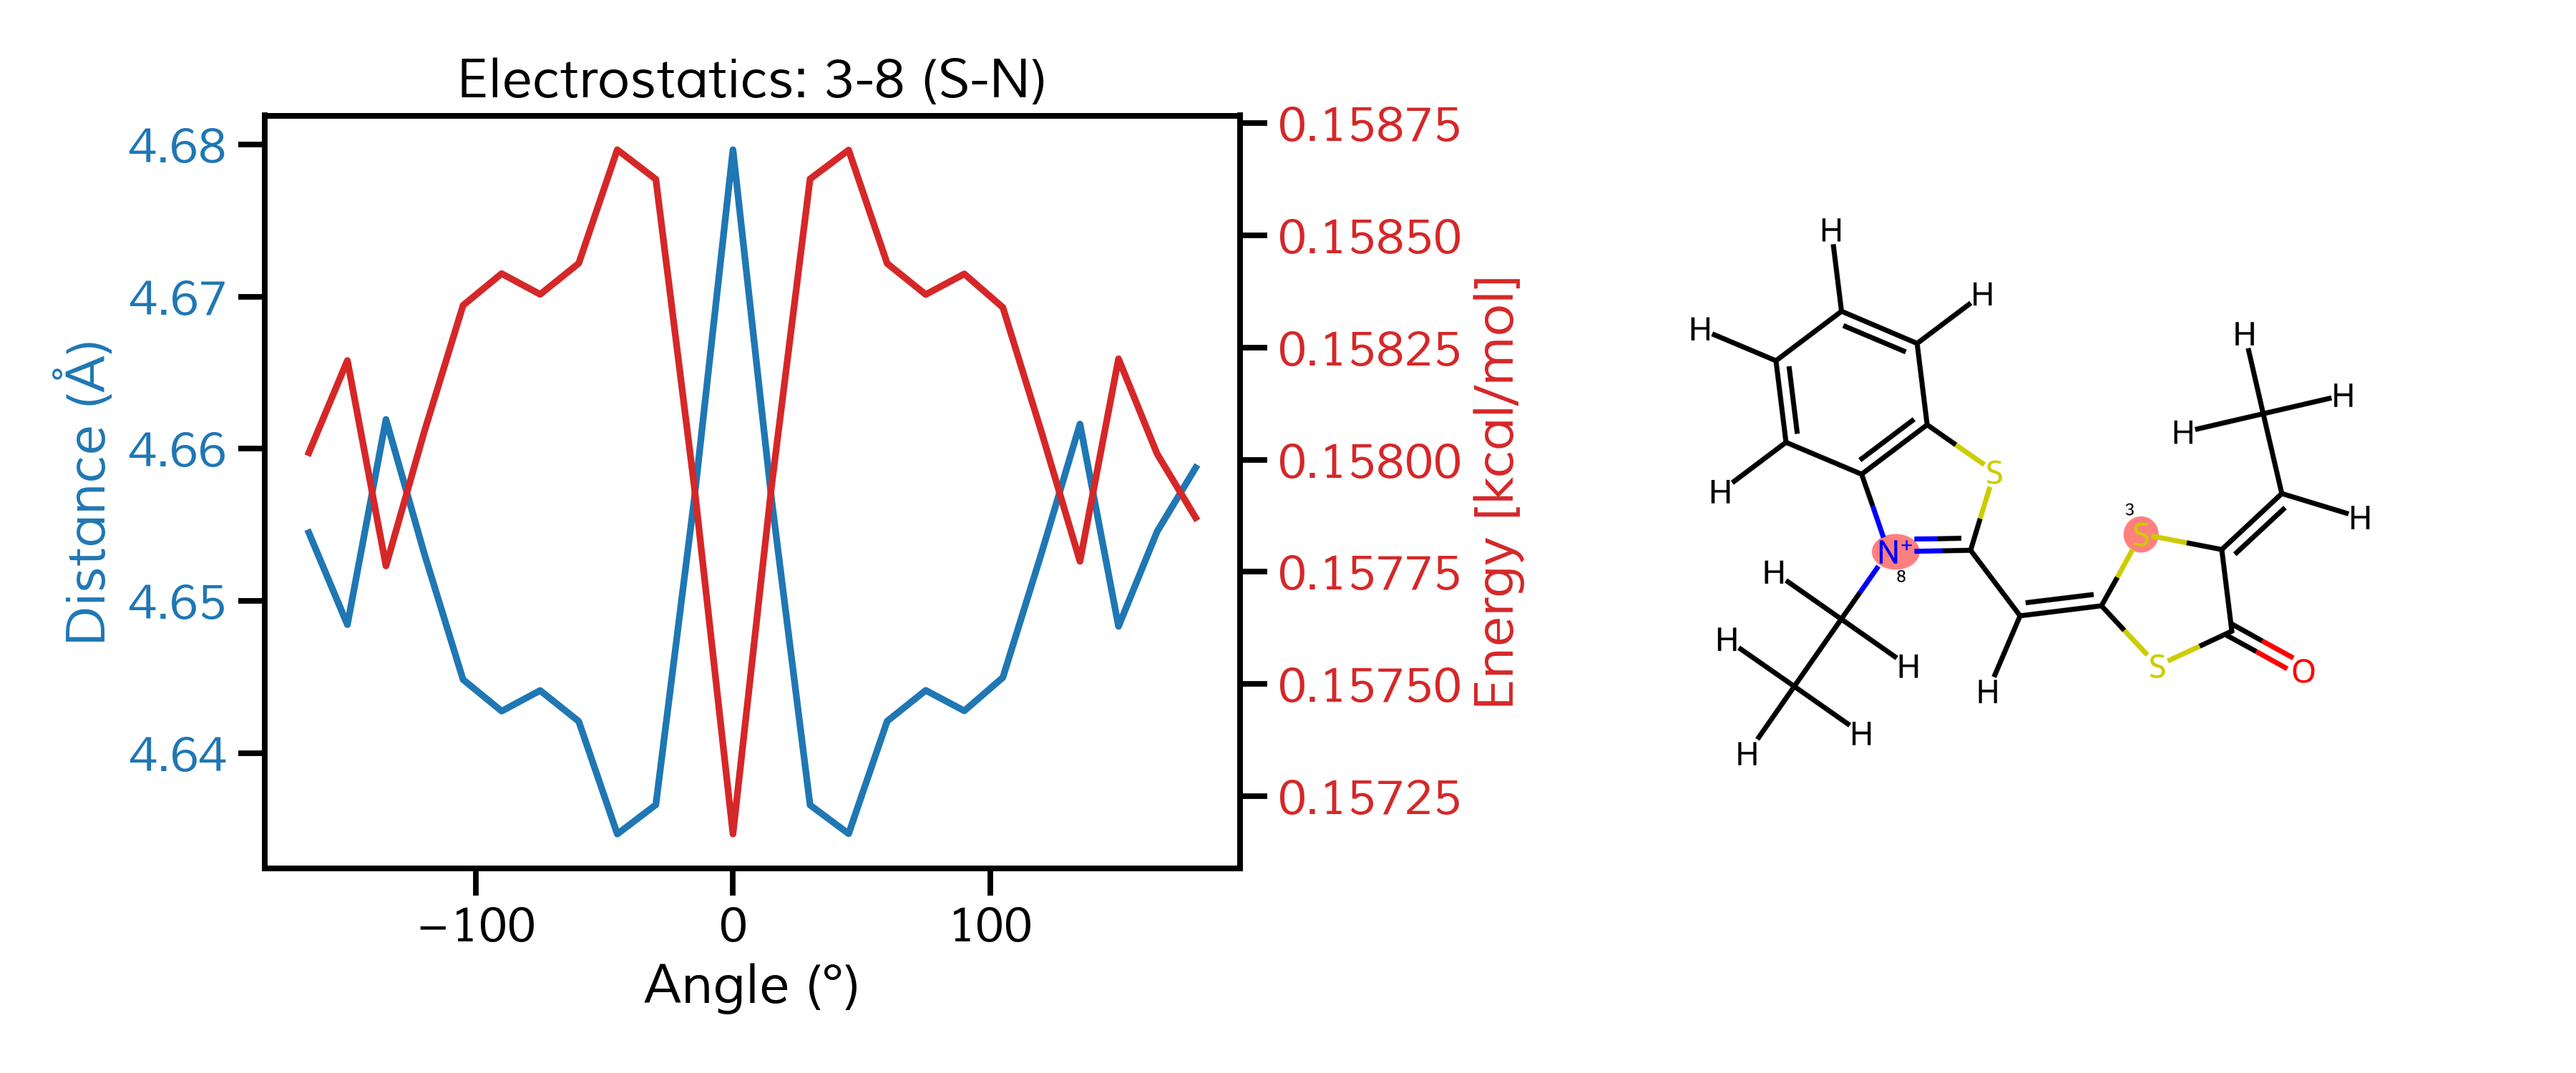 Electrostatics: 3-8 (S-N)
4.68
4.67
4.66
4.65
4.64
Distance (Å)
−100
0
100
Angle (°)
0.15875
0.15850
0.15825
0.15800
0.15775
0.15750
0.15725
Energy [kcal/mol]
H
H
H
H
H
H
H
S
3
S
H
N+
8
H
H
H
S
O
H
H
H